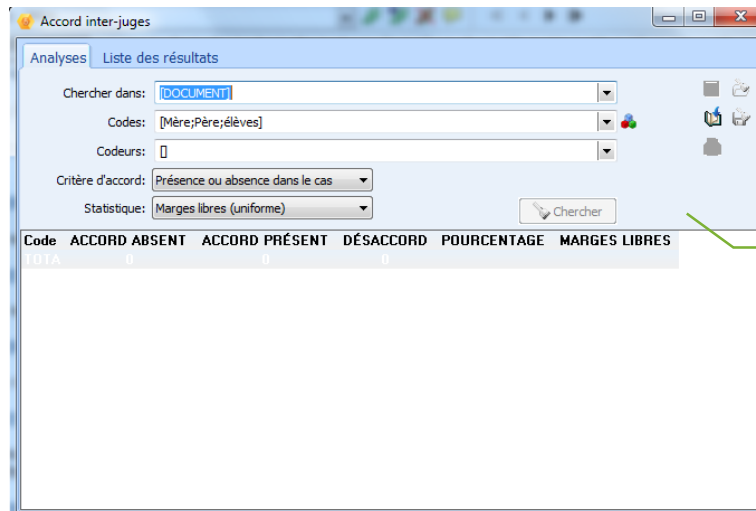 Accord inter-juges
Analyses Liste des résultats
Chercher dans: [DOCUMENT]
Codes: [Mère;Père;élèves]
Codeurs: []
Critère d'accord: Présence ou absence dans le cas
Statistique: Marges libres (uniforme)
Chercher
Code ACCORD ABSENT ACCORD PRÉSENT DÉSACCORD POURCENTAGE MARGES LIBRES
TOTA 0 0 0